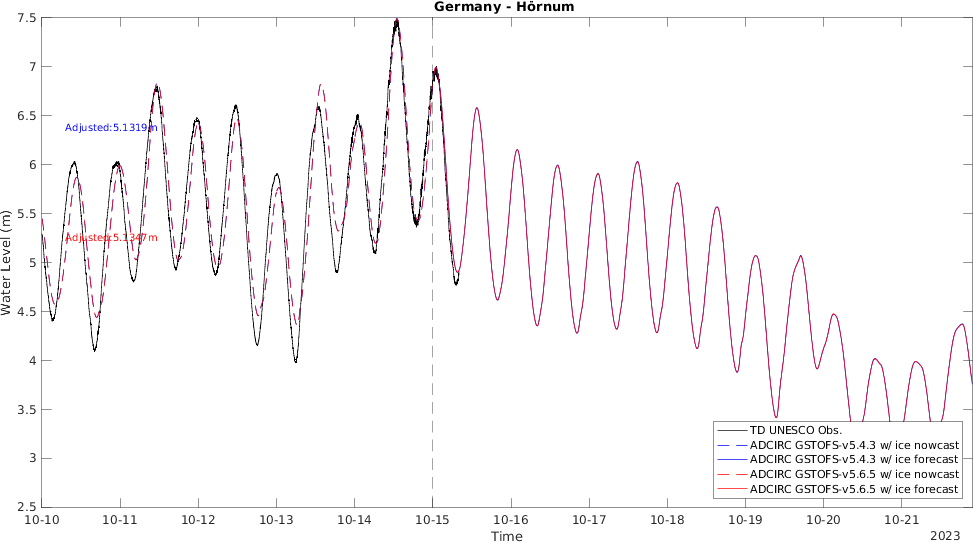 Germany - Hörnum
7.5
7
6.5
6
5.5
5
4.5
4
3.5
3
2.5
Water Level (m)
Adjusted:5.1319m
Adjusted:5.1347m
TD UNESCO Obs.
ADCIRC GSTOFS-v5.4.3 w/ ice nowcast
ADCIRC GSTOFS-v5.4.3 w/ ice forecast
ADCIRC GSTOFS-v5.6.5 w/ ice nowcast
ADCIRC GSTOFS-v5.6.5 w/ ice forecast
10-10 10-11 10-12 10-13 10-14 10-15 10-16 10-17 10-18 10-19 10-20 10-21
Time
2023